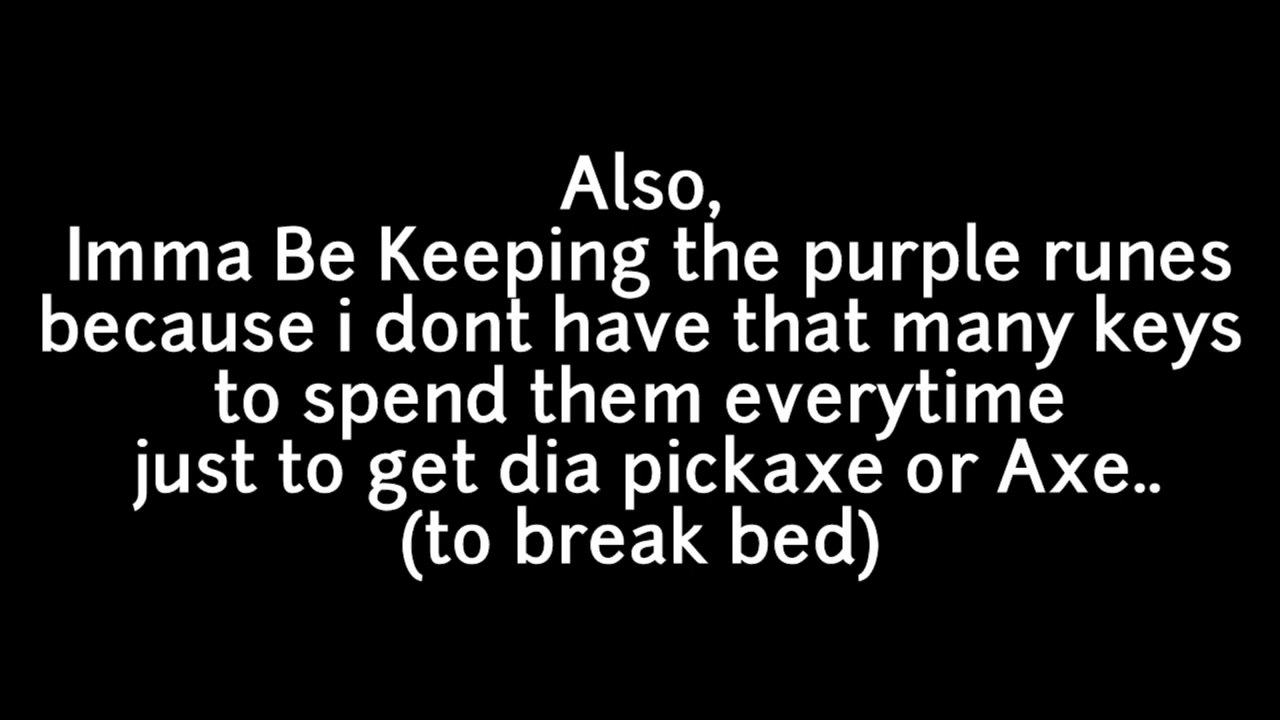 Also,
Imma Be Keeping the purple runes
because i dont have that many keys
to spend them everytime
just to get dia pickaxe or Axe..
(to break bed)